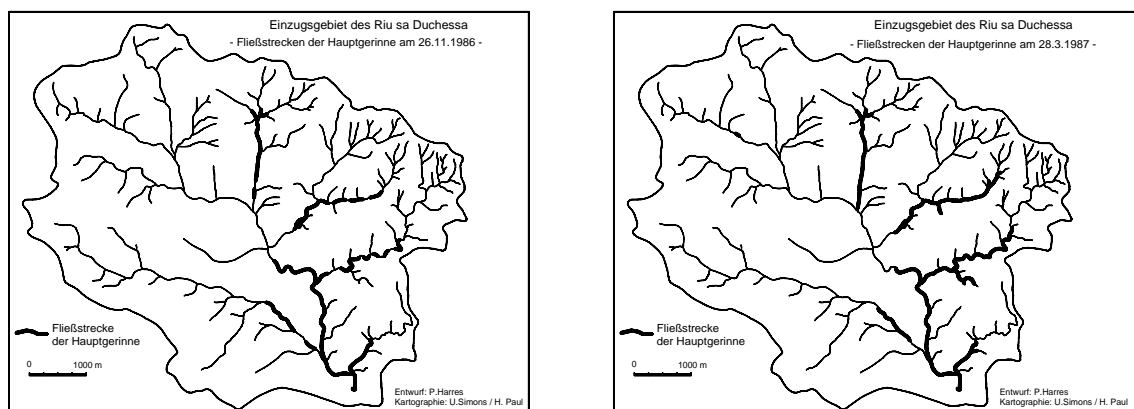 Einzugsgebiet des Riu sa Duchessa
- Fließstrecken der Hauptgerinne am 26.11.1986 -
Fließstrecke
der Hauptgerinne
0 1000 m
Entwurf: P.Harres
Kartographie: U.Simons / H. Paul
Einzugsgebiet des Riu sa Duchessa
- Fließstrecken der Hauptgerinne am 28.3.1987 -
Fließstrecke
der Hauptgerinne
0 1000 m
Entwurf: P.Harres
Kartographie: U.Simons / H. Paul